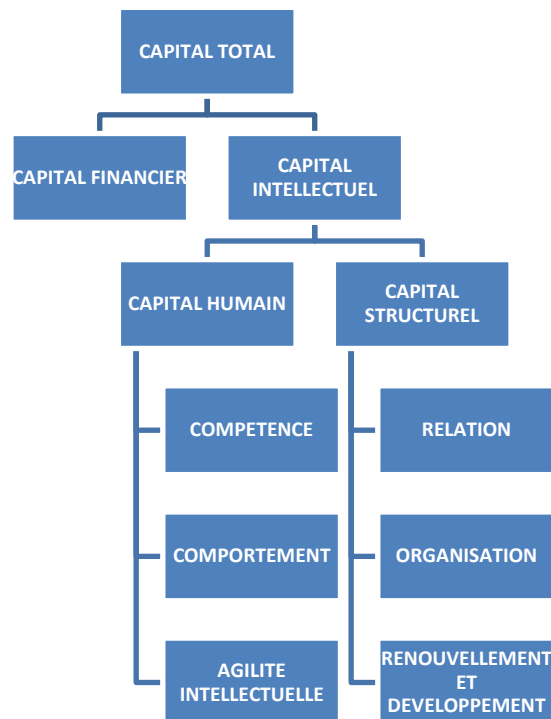 CAPITAL TOTAL
CAPITAL FINANCIER
CAPITAL
INTELLECTUEL
CAPITAL HUMAIN
CAPITAL
STRUCTUREL
COMPETENCE
RELATION
COMPORTEMENT
ORGANISATION
AGILITE
INTELLECTUELLE
RENOUVELLEMENT
ET
DEVELOPPEMENT